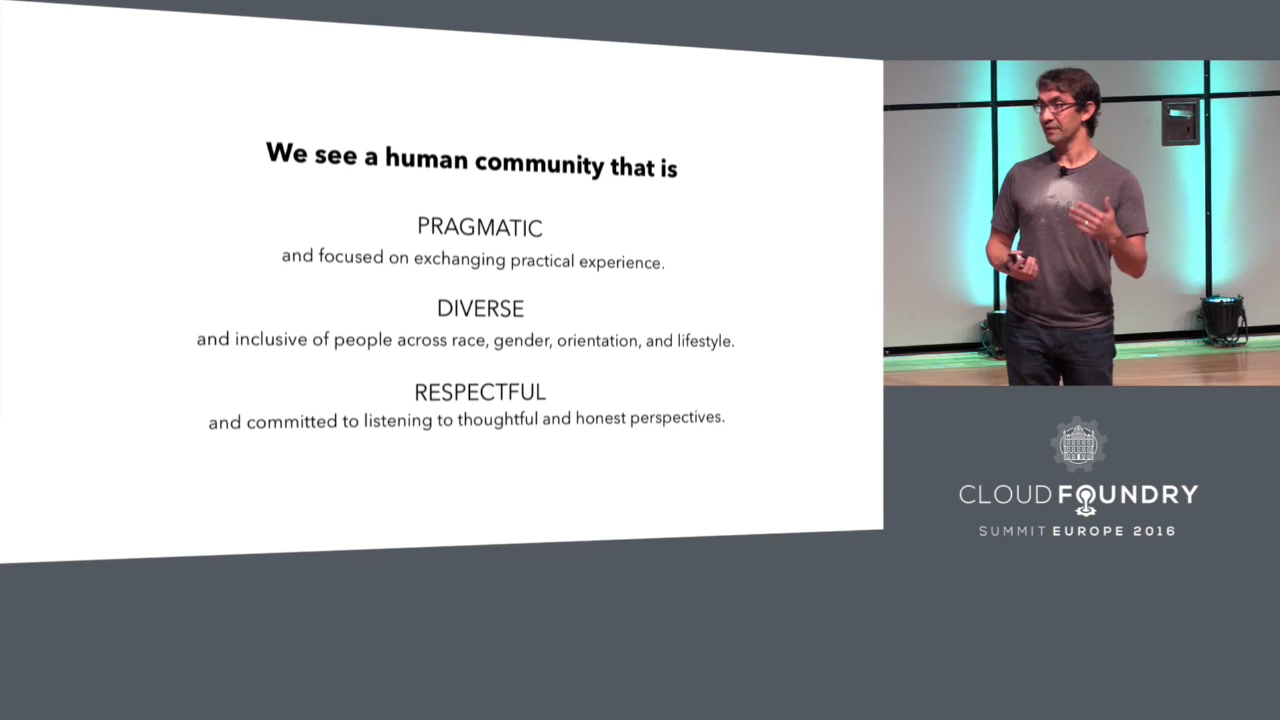 We see a human community that is
PRAGMATIC
and focused on exchanging practical experience.
DIVERSE
and inclusive of people across race, gender, orientation, and lifestyle.
RESPECTFUL
and committed to listening to thoughtful and honest perspectives.
CLOUD FOUNDRY
SUMMIT EUROPE 2016